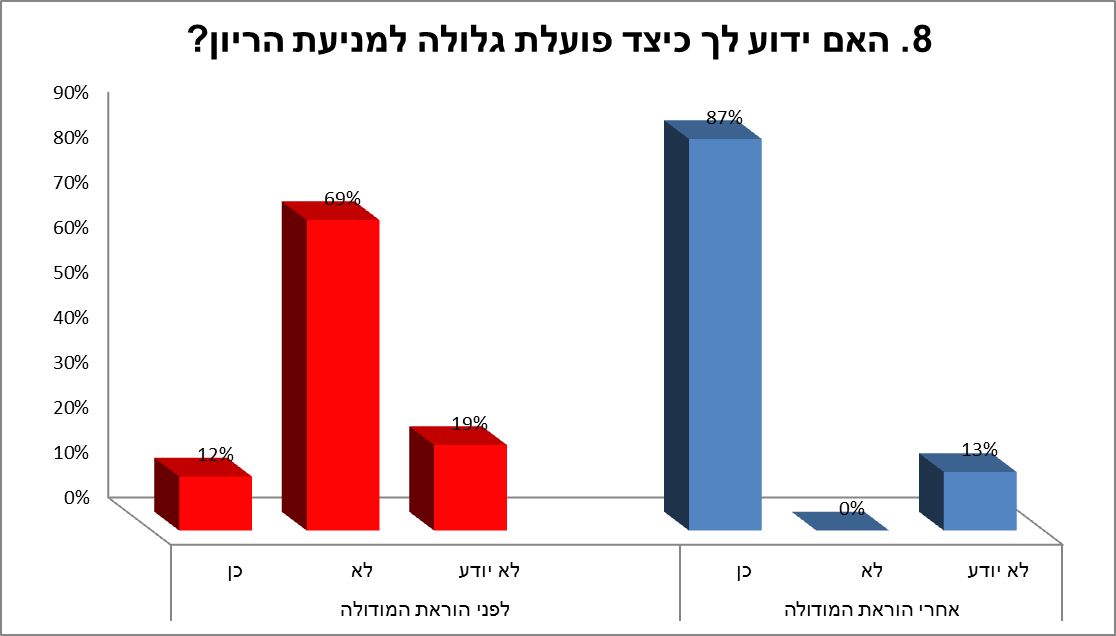 8. האם ידוע לך כיצד פועלת גלולה למניעת הריון?
90%
80%
70%
60%
50%
40%
30%
20%
10%
0%
12%
69%
19%
87%
0%
13%
כן
לא
לא יודע
כן
לא
לא יודע
לפני הוראת המודולה
אחרי הוראת המודולה